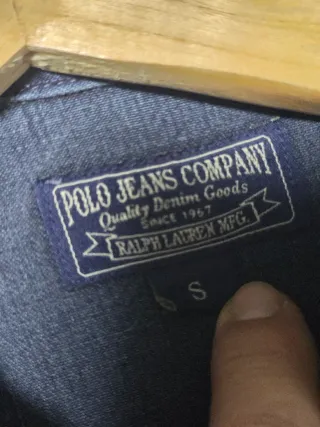 POLO JEANS COMPANY
Quality Denim Goods
SINCE 1967
RALPH LAUREN MFG.
S